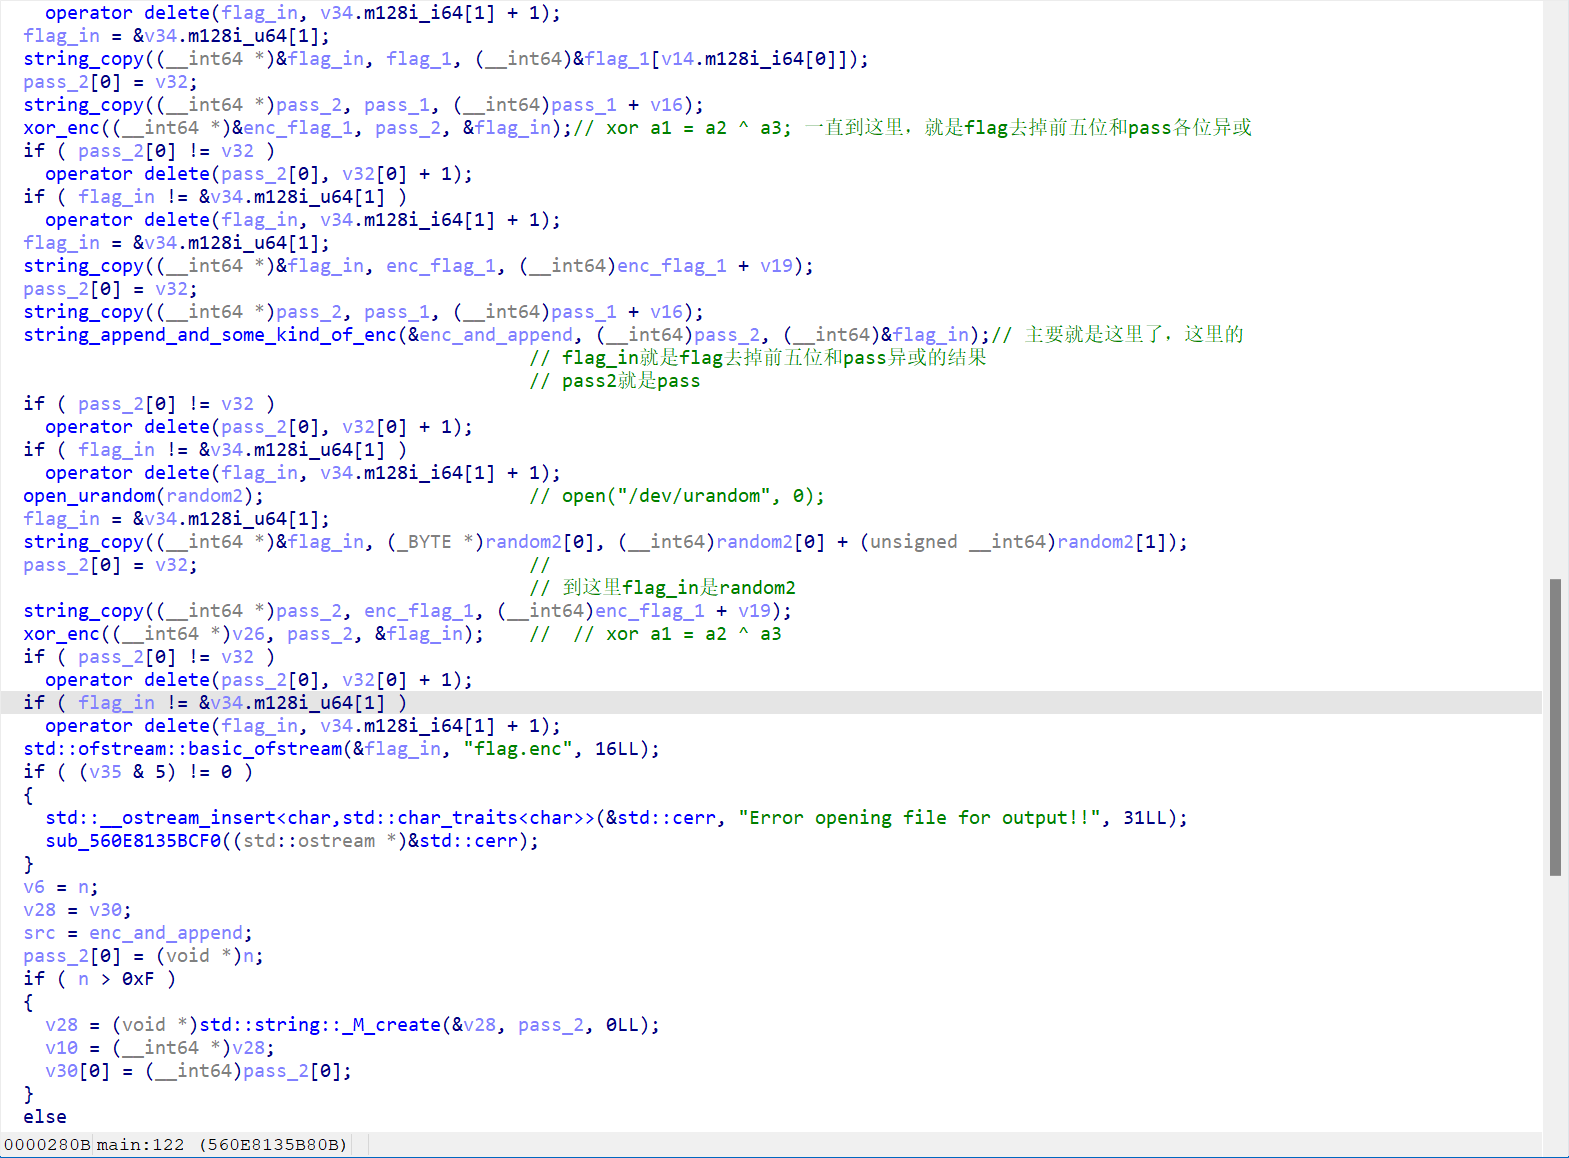 operator delete(flag_in, v34.m128i_i64[1] + 1);
flag_in = &v34.m128i_u64[1];
string_copy((__int64 *)&flag_in, flag_1, (__int64)&flag_1[v14.m128i_i64[0]]);
pass_2[0] = v32;
string_copy((__int64 *)pass_2, pass_1, (__int64)pass_1 + v16);
xor_enc((__int64 *)&enc_flag_1, pass_2, &flag_in);// xor a1 = a2 ^ a3; 一直到这里，就是flag去掉前五位和pass各位异或
if ( pass_2[0] != v32 )
operator delete(pass_2[0], v32[0] + 1);
if ( flag_in != &v34.m128i_u64[1] )
operator delete(flag_in, v34.m128i_i64[1] + 1);
flag_in = &v34.m128i_u64[1];
string_copy((__int64 *)&flag_in, enc_flag_1, (__int64)enc_flag_1 + v19);
pass_2[0] = v32;
string_copy((__int64 *)pass_2, pass_1, (__int64)pass_1 + v16);
string_append_and_some_kind_of_enc(&enc_and_append, (__int64)pass_2, (__int64)&flag_in);// 主要就是这里了，这里的
// flag_in就是flag去掉前五位和pass异或的结果
// pass2就是pass
if ( pass_2[0] != v32 )
operator delete(pass_2[0], v32[0] + 1);
if ( flag_in != &v34.m128i_u64[1] )
operator delete(flag_in, v34.m128i_i64[1] + 1);
open_urandom(random2); // open("/dev/urandom", 0);
flag_in = &v34.m128i_u64[1];
string_copy((__int64 *)&flag_in, (_BYTE *)random2[0], (__int64)random2[0] + (unsigned __int64)random2[1]);
pass_2[0] = v32; //
// 到这里flag_in是random2
string_copy((__int64 *)pass_2, enc_flag_1, (__int64)enc_flag_1 + v19);
xor_enc((__int64 *)v26, pass_2, &flag_in); // // xor a1 = a2 ^ a3
if ( pass_2[0] != v32 )
operator delete(pass_2[0], v32[0] + 1);
if ( flag_in != &v34.m128i_u64[1] )
operator delete(flag_in, v34.m128i_i64[1] + 1);
std::ofstream::basic_ofstream(&flag_in, "flag.enc", 16LL);
if ( (v35 & 5) != 0 )
{
std::__ostream_insert<char,std::char_traits<char>>(&std::cerr, "Error opening file for output!!", 31LL);
sub_560E8135BCF0((std::ostream *)&std::cerr);
}
v6 = n;
v28 = v30;
src = enc_and_append;
pass_2[0] = (void *)n;
if ( n > 0xF )
{
v28 = (void *)std::string::_M_create(&v28, pass_2, 0LL);
v10 = (__int64 *)v28;
v30[0] = (__int64)pass_2[0];
}
else
0000280B main:122 (560E8135B80B)